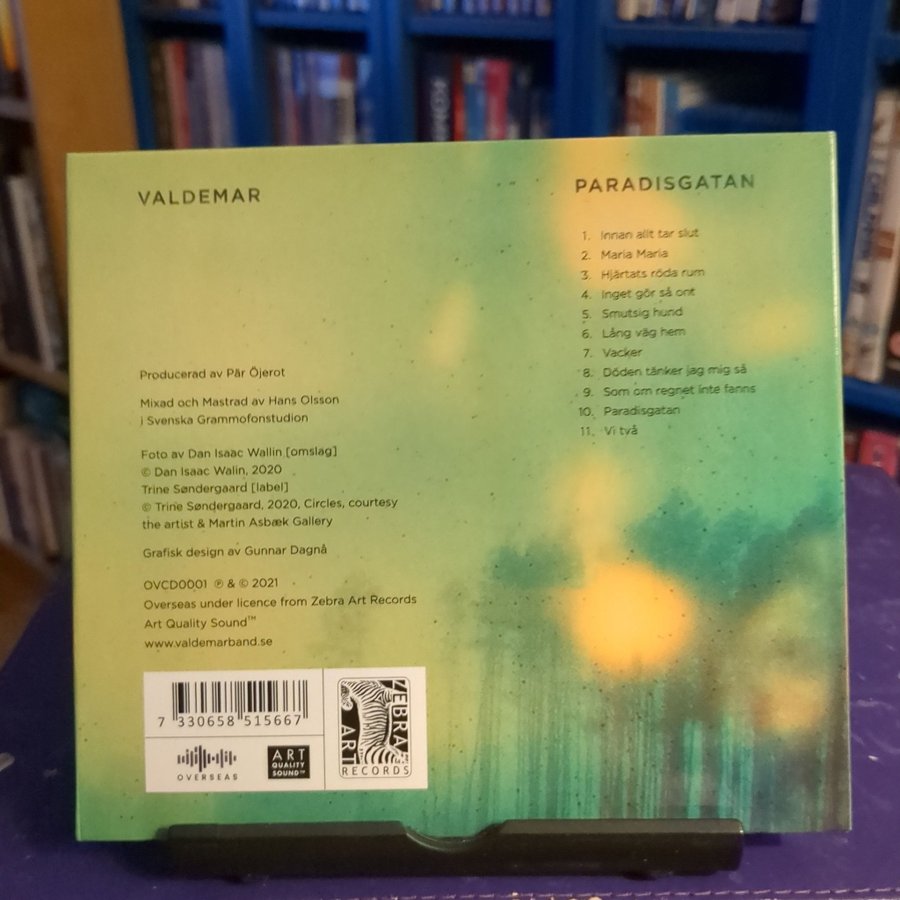 VALDEMAR
PARADISGATAN
1. Innan allt tar slut
2. Maria Maria
3. Hjärtats röda rum
4. Inget gör så ont
5. Smutsig hund
6. Lång väg hem
7. Vacker
8. Döden tänker jag mig så
9. Som om regnet inte fanns
10. Paradisgatan
11. Vi två
Producerad av Pär Öjerot
Mixad och Mastrad av Hans Olsson
i Svenska Grammofonstudion
Foto av Dan Isaac Wallin [omslag]
© Dan Isaac Walin, 2020
Trine Søndergaard [label]
© Trine Søndergaard, 2020, Circles, courtesy
the artist & Martin Asbæk Gallery
Grafisk design av Gunnar Dagnå
OVCD0001 ℗ & © 2021
Overseas under licence from Zebra Art Records
Art Quality Sound™
www.valdemarband.se
7 330658 515667
OVERSEAS
ART
QUALITY
SOUND™
ZEBRA
ART
RECORDS